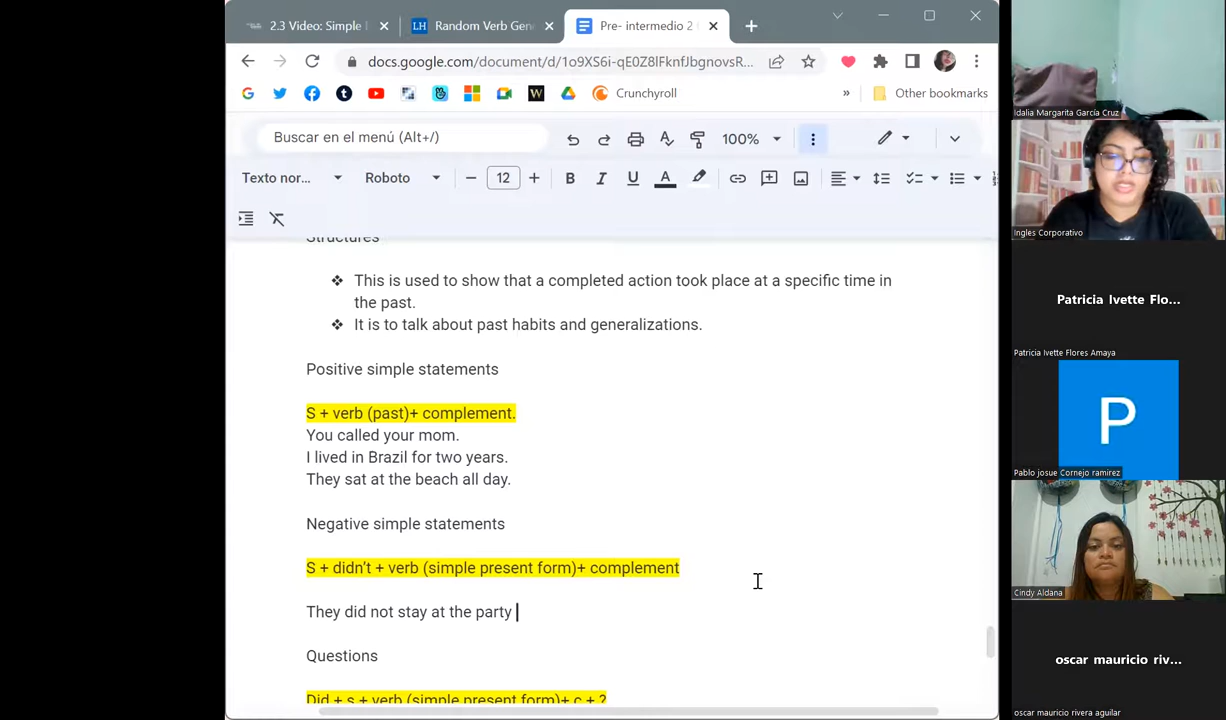 2.3 Video: Simple
LH Random Verb Gen
Pre- intermedio 2
docs.google.com/document/d/1o9XS6i-qE0Z8lFknfJbgnovsR...
Crunchyroll
» Other bookmarks
Buscar en el menú (Alt+/)
100%
Texto nor...
Roboto
12
Structures
❖ This is used to show that a completed action took place at a specific time in
the past.
❖ It is to talk about past habits and generalizations.
Positive simple statements
S + verb (past)+ complement.
You called your mom.
I lived in Brazil for two years.
They sat at the beach all day.
Negative simple statements
S + didn't + verb (simple present form)+ complement
They did not stay at the party
Questions
Did + s + verb (simple present form)+ c + ?
Idalia Margarita García Cruz
Ingles Corporativo
Patricia Ivette Flo...
Patricia Ivette Flores Amaya
P
Pablo josue Cornejo ramirez
Cindy Aldana
oscar mauricio riv...
oscar mauricio rivera aguilar